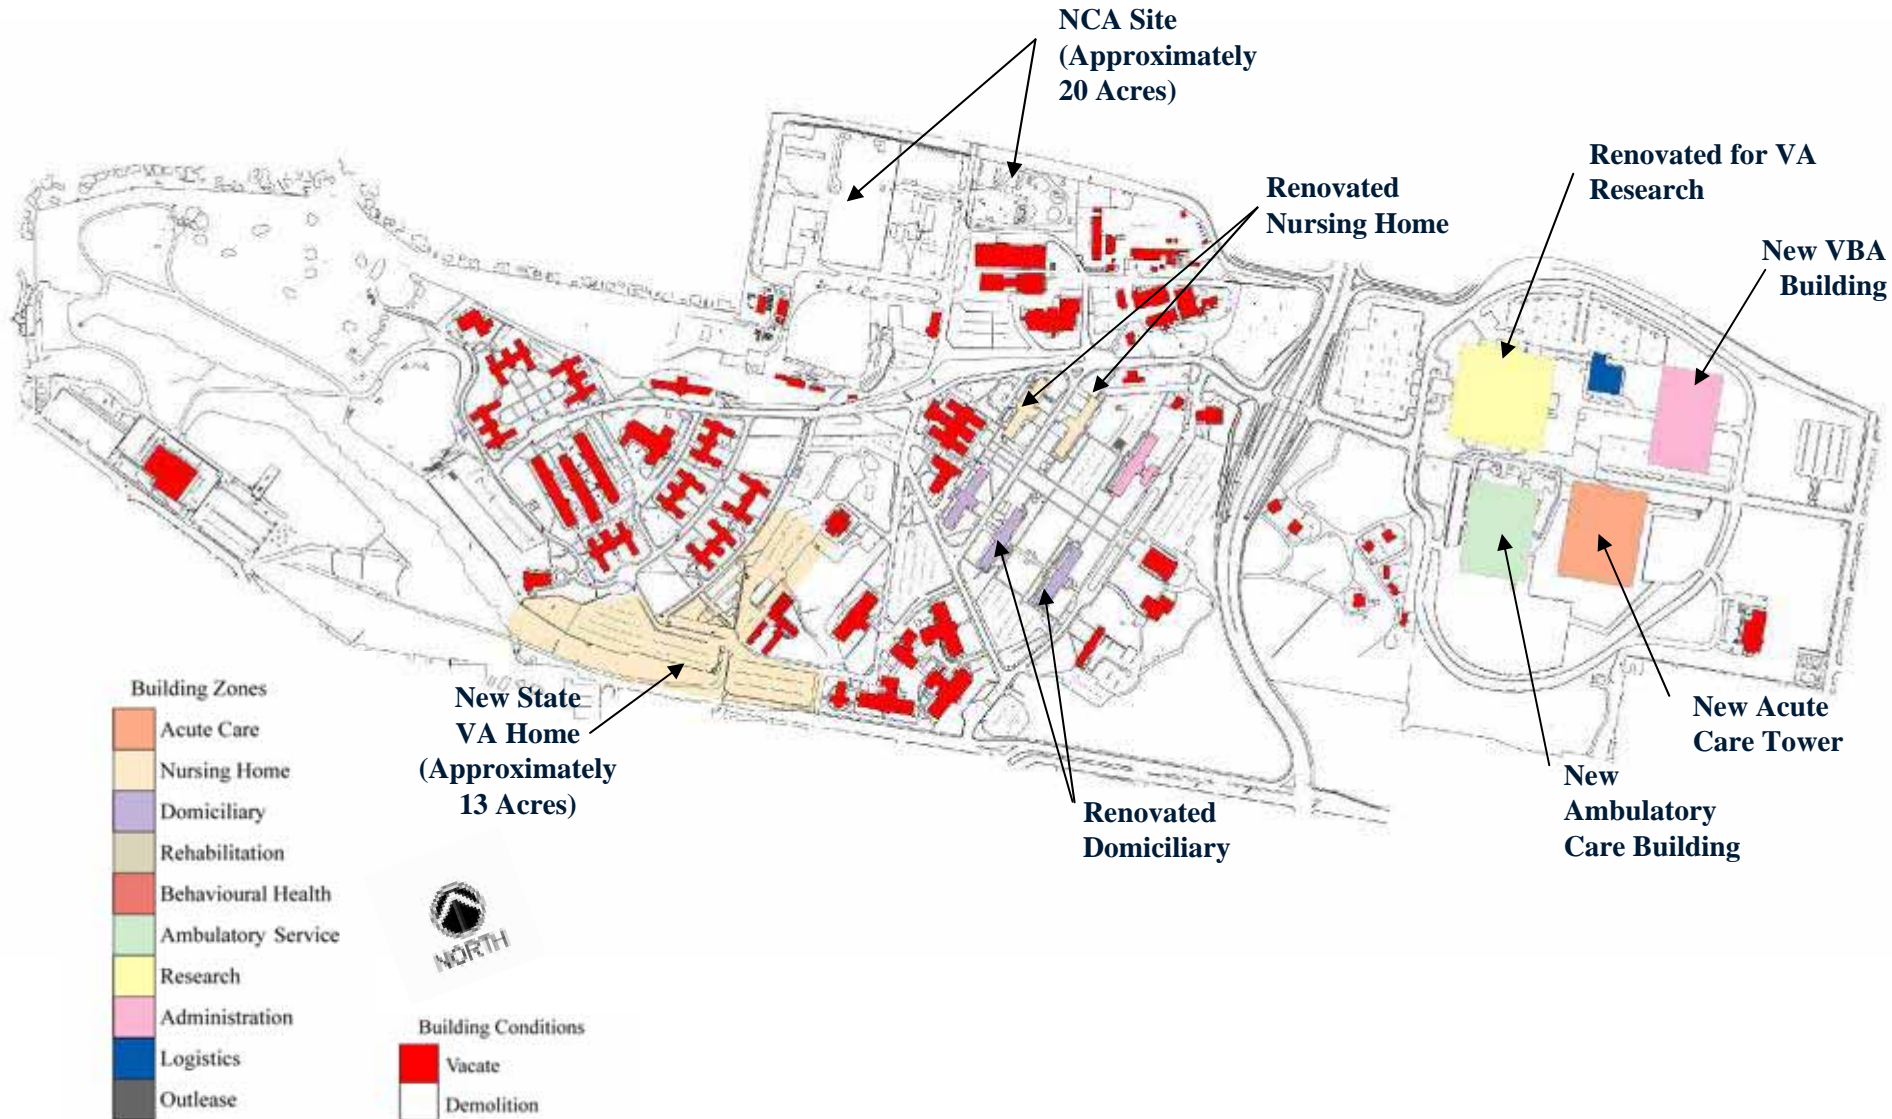 NCA Site
(Approximately
20 Acres)
Renovated for VA
Research
Renovated
Nursing Home
New VBA
Building
New State
VA Home
(Approximately
13 Acres)
Renovated
Domiciliary
New Acute
Care Tower
New
Ambulatory
Care Building
Building Zones
Acute Care
Nursing Home
Domiciliary
Rehabilitation
Behavioural Health
Ambulatory Service
Research
Administration
Logistics
Outlease
NORTH
Building Conditions
Vacate
Demolition